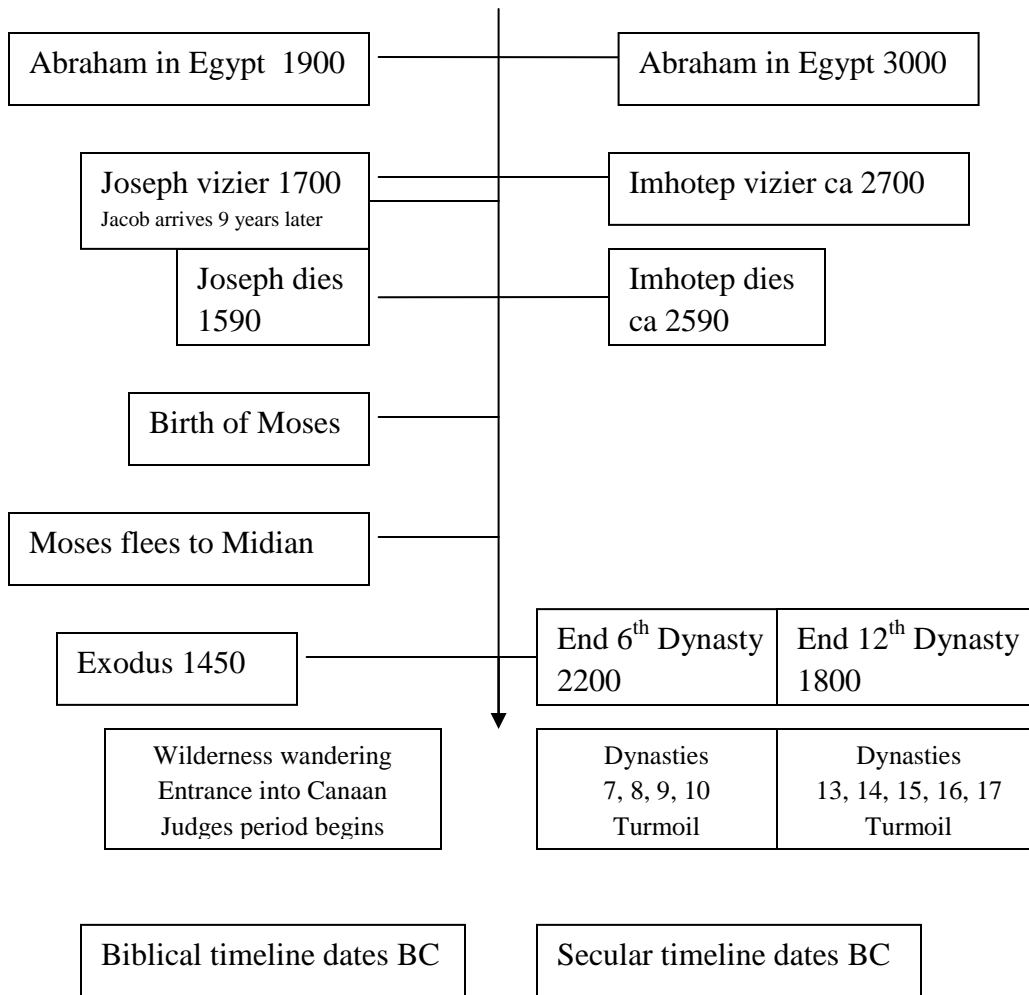 Abraham in Egypt 1900
Abraham in Egypt 3000
Joseph vizier 1700
Jacob arrives 9 years later
Imhotep vizier ca 2700
Joseph dies
1590
Imhotep dies
ca 2590
Birth of Moses
Moses flees to Midian
Exodus 1450
End 6th Dynasty
2200
End 12th Dynasty
1800
Wilderness wandering
Entrance into Canaan
Judges period begins
Dynasties
7, 8, 9, 10
Turmoil
Dynasties
13, 14, 15, 16, 17
Turmoil
Biblical timeline dates BC
Secular timeline dates BC